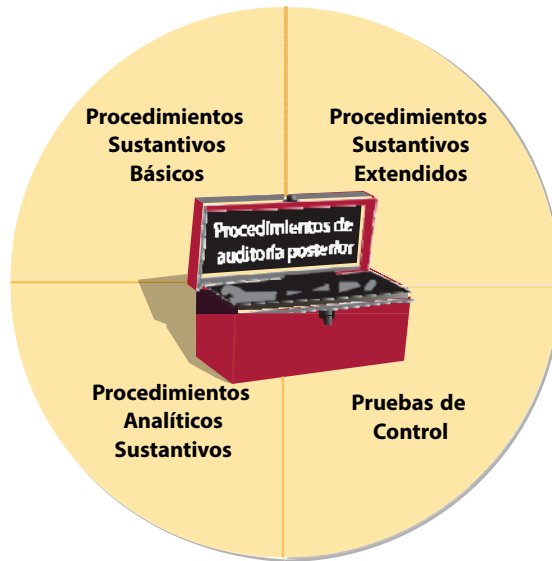 Procedimientos
Sustantivos
Básicos
Procedimientos
Sustantivos
Extendidos
Procedimientos de
auditoría posterior
Procedimientos
Analíticos
Sustantivos
Pruebas de
Control